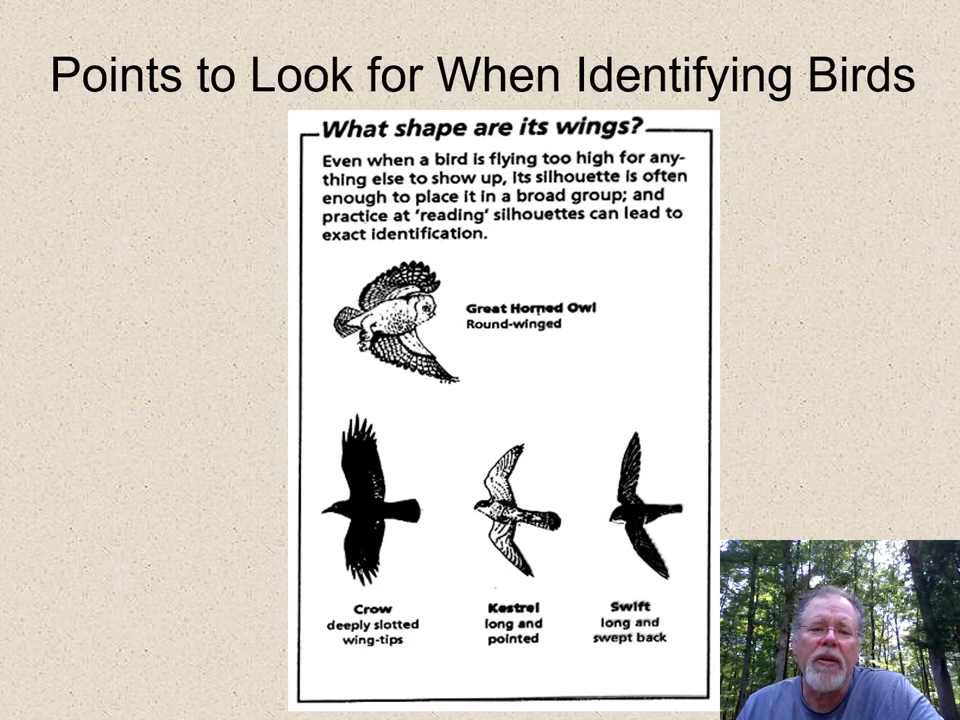 Points to Look for When Identifying Birds
What shape are its wings?
Even when a bird is flying too high for any-
thing else to show up, its silhouette is often
enough to place it in a broad group; and
practice at 'reading' silhouettes can lead to
exact identification.
Great Horned Owl
Round-winged
Crow
deeply slotted
wing-tips
Kestrel
long and
pointed
Swift
long and
swept back